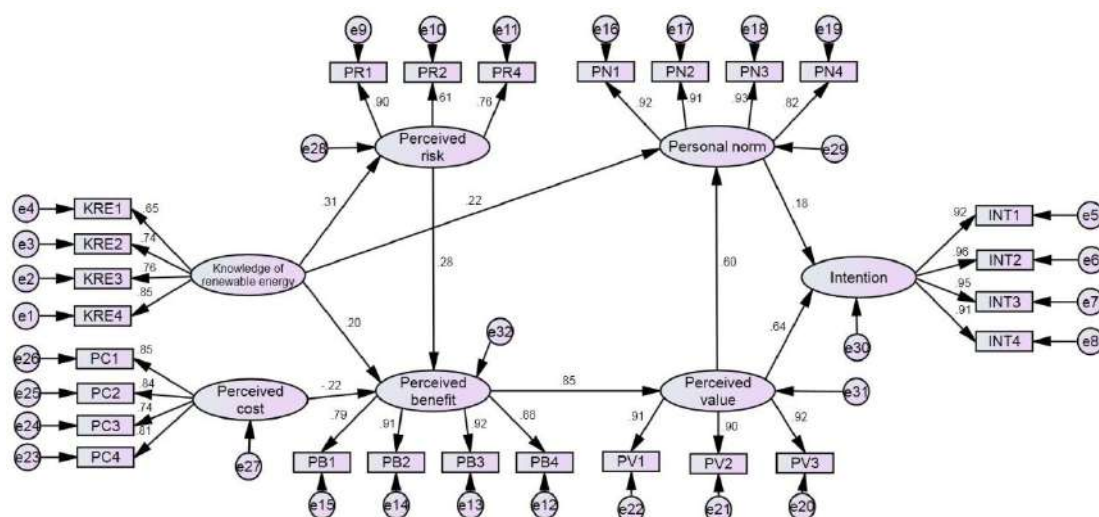 e9 e10 e11 e16 e17 e18 e19
PR1 PR2 PR4 PN1 PN2 PN3 PN4
.90 .61 .76 .92 .91 .93 .82
e28 Perceived risk Personal norm e29
.31 .22 .18
e4 KRE1 .65
e3 KRE2 .74
e2 KRE3 .76
e1 KRE4 .85
Knowledge of
renewable energy
.28 .60
Intention
e30
.92 INT1 e5
.96 INT2 e6
.95 INT3 e7
.91 INT4 e8
.20 e32 .64
e26 PC1 .85
e25 PC2 .84
e24 PC3 .74
e23 PC4 .81
Perceived
cost
e27
-.22
Perceived
benefit
.85
Perceived
value
e31
.79 .91 .92 .68 .91 .90 .92
PB1 PB2 PB3 PB4 PV1 PV2 PV3
e15 e14 e13 e12 e22 e21 e20